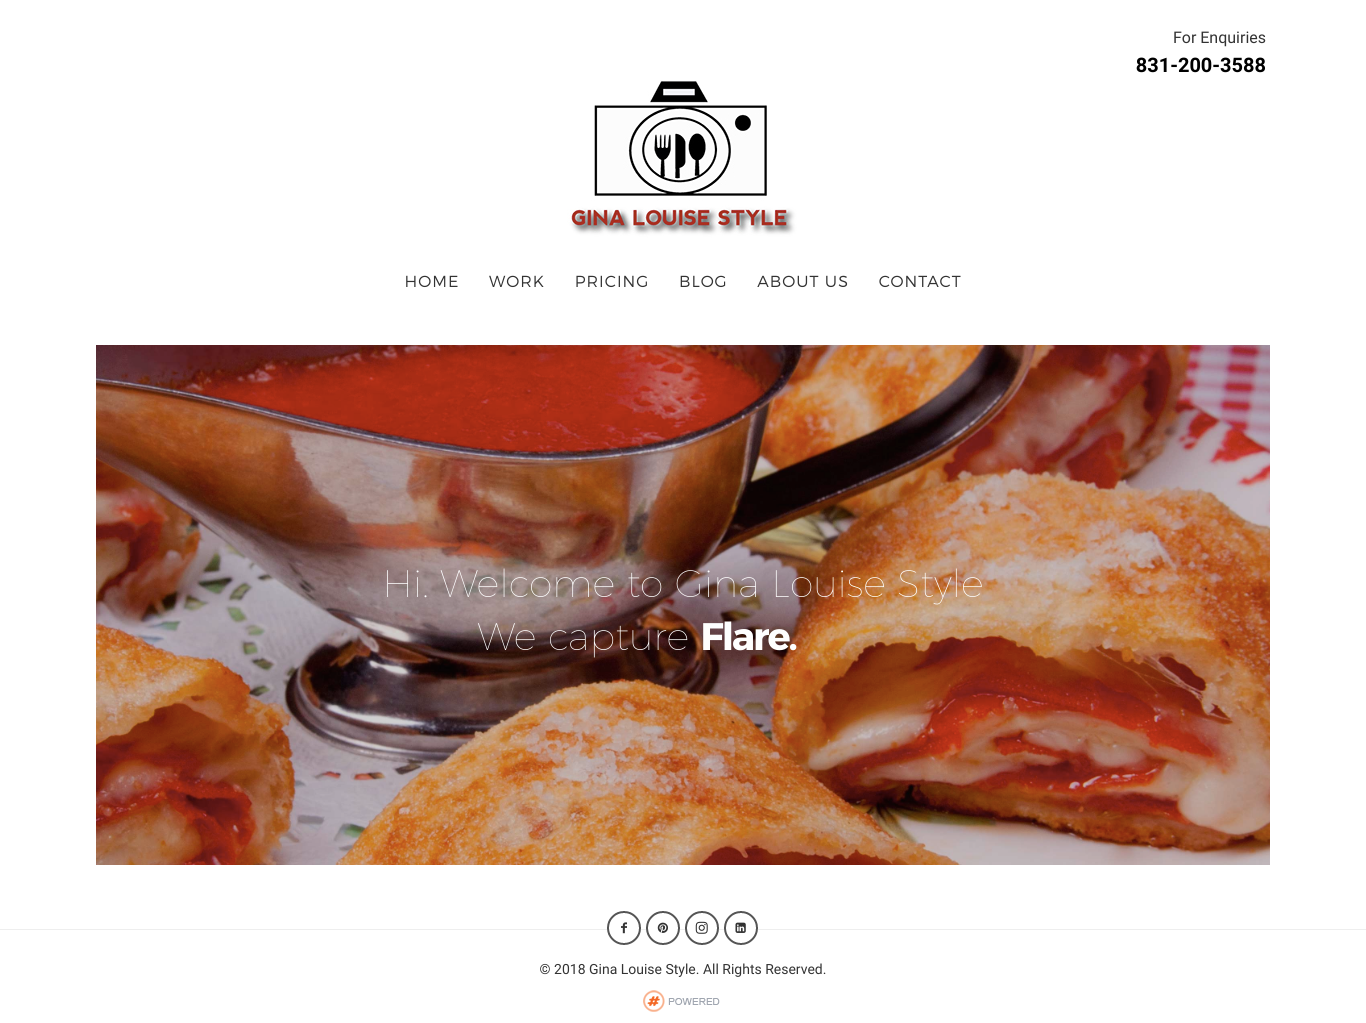 For Enquiries
831-200-3588
GINA LOUISE STYLE
HOME WORK PRICING BLOG ABOUT US CONTACT
Hi. Welcome to Gina Louise Style
We capture Flare.
© 2018 Gina Louise Style. All Rights Reserved.
# POWERED